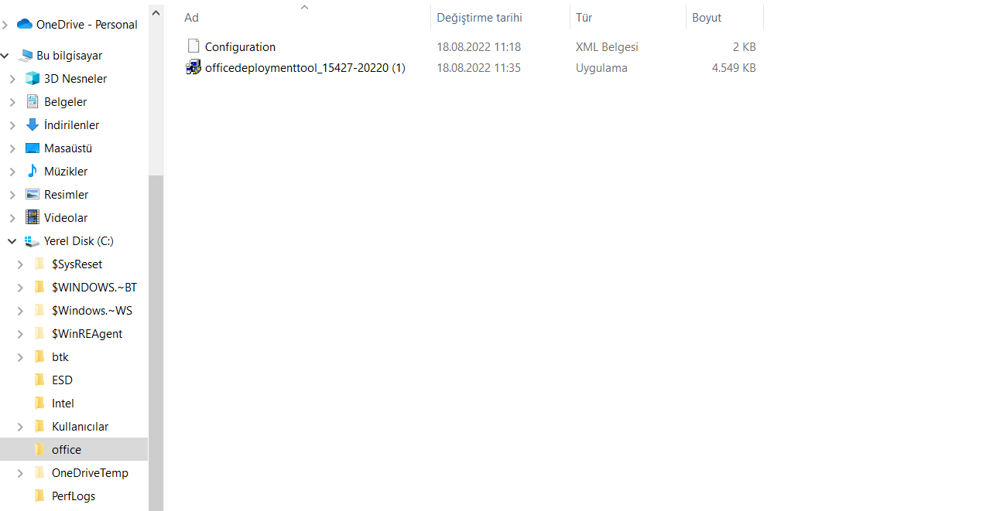 OneDrive - Personal
Bu bilgisayar
3D Nesneler
Belgeler
İndirilenler
Masaüstü
Müzikler
Resimler
Videolar
Yerel Disk (C:)
$SysReset
$WINDOWS.~BT
$Windows.~WS
$WinREAgent
btk
ESD
Intel
Kullanıcılar
office
OneDriveTemp
PerfLogs
Ad Değiştirme tarihi Tür Boyut
Configuration 18.08.2022 11:18 XML Belgesi 2 KB
officedeploymenttool_15427-20220 (1) 18.08.2022 11:35 Uygulama 4.549 KB